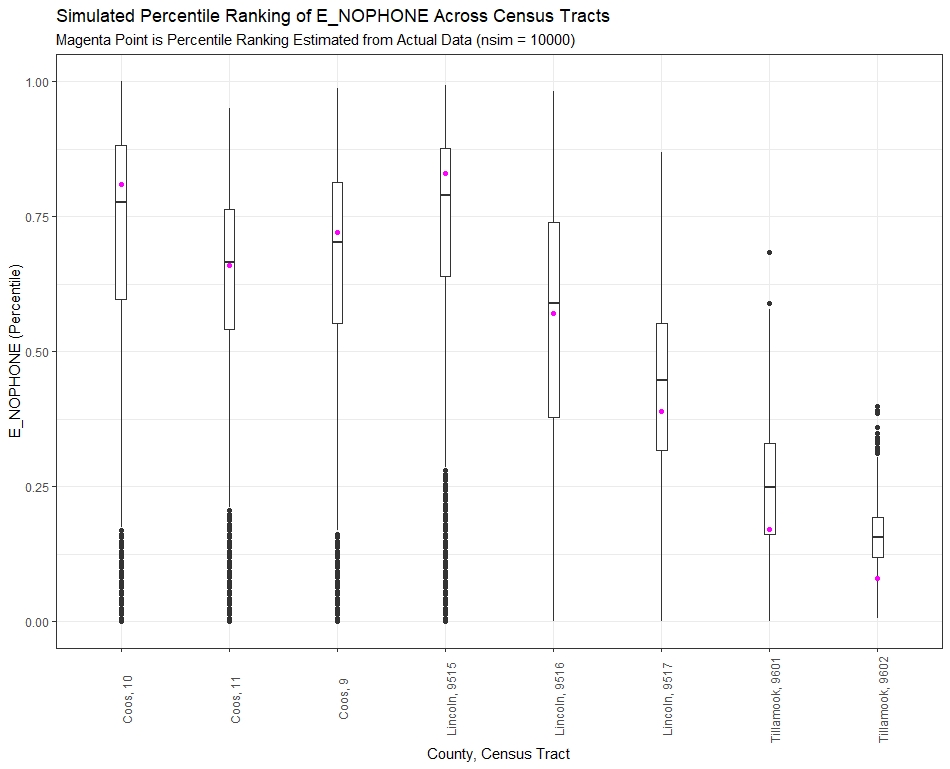 Simulated Percentile Ranking of E_NOPHONE Across Census Tracts
Magenta Point is Percentile Ranking Estimated from Actual Data (nsim = 10000)
E_NOPHONE (Percentile)
1.00
0.75
0.50
0.25
0.00
Coos, 10
Coos, 11
Coos, 9
Lincoln, 9515
Lincoln, 9516
Lincoln, 9517
Tillamook, 9601
Tillamook, 9602
County, Census Tract